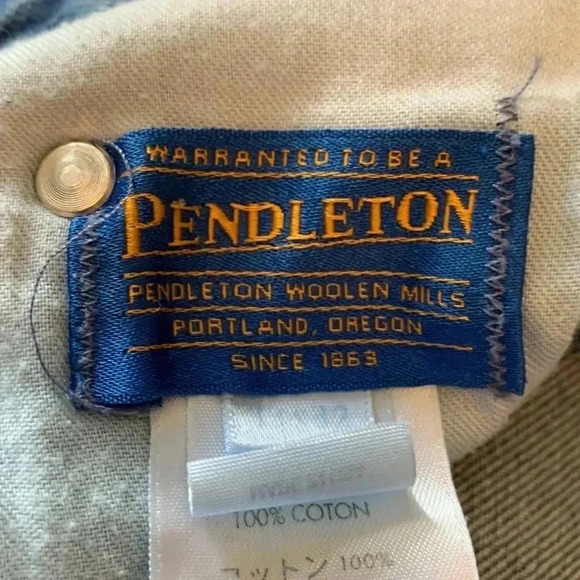 WARRANTED TO BE A
PENDLETON
PENDLETON WOOLEN MILLS
PORTLAND, OREGON
SINCE 1863
100% COTON
コットン 100%